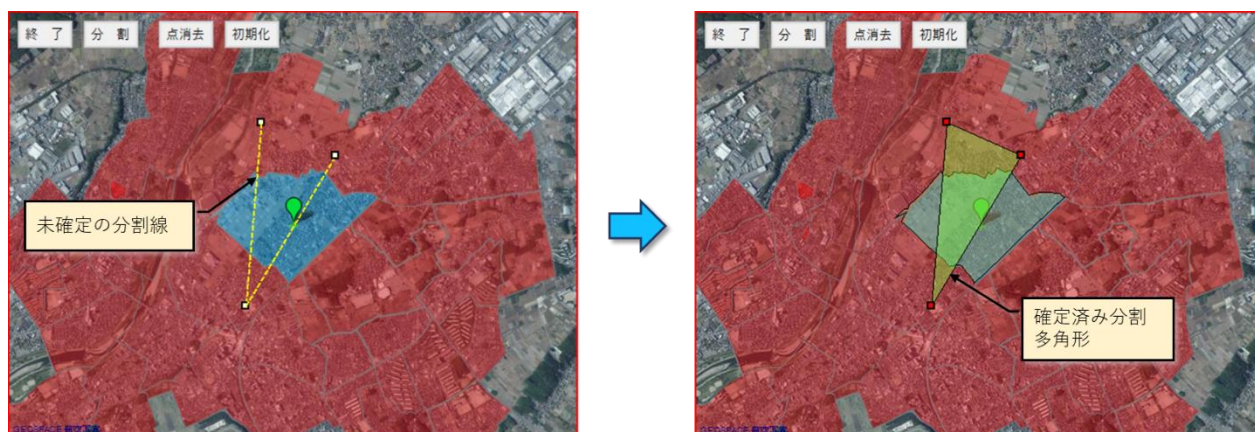 終 了
分 割
点消去
初期化
未確定の分割線
終 了
分 割
点消去
初期化
確定済み分割
多角形